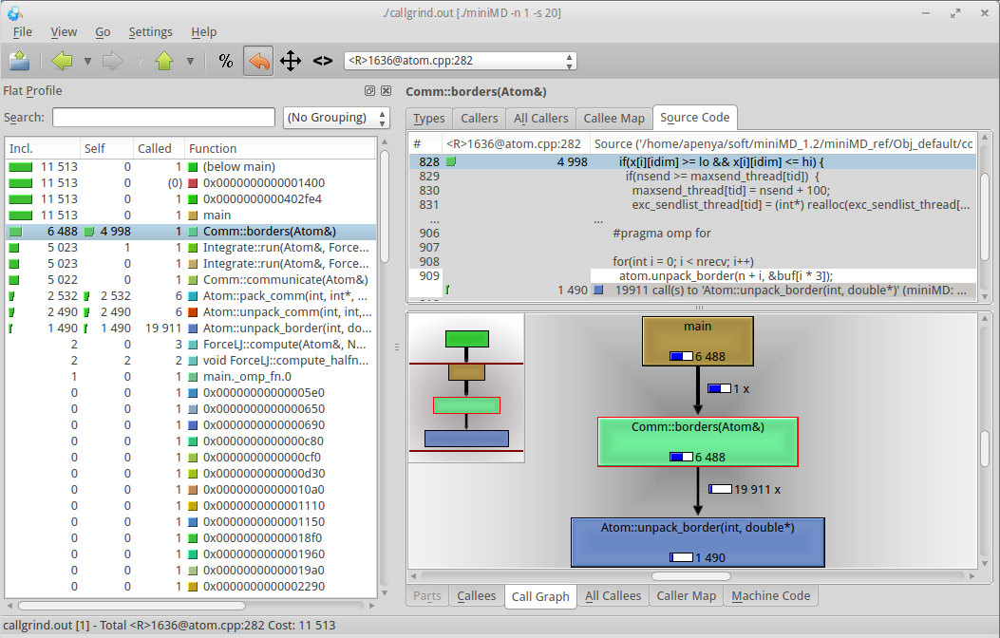 ./callgrind.out [./miniMD -n 1 -s 20]
File View Go Settings Help
% <> <R>1636@atom.cpp:282
Flat Profile
Search: (No Grouping)
Incl. Self Called Function
11 513 0 1 (below main)
11 513 0 (0) 0x0000000000001400
11 513 0 1 0x0000000000402fe4
11 513 0 1 main
6 488 4 998 1 Comm::borders(Atom&)
5 023 1 1 Integrate::run(Atom&, Force...
5 023 0 1 Integrate::run(Atom&, Force...
5 022 0 1 Comm::communicate(Atom&)
2 532 2 532 6 Atom::pack_comm(int, int*, ...
2 490 2 490 6 Atom::unpack_comm(int, int,...
1 490 1 490 19 911 Atom::unpack_border(int, do...
2 0 3 ForceLJ::compute(Atom&, N...
2 2 2 void ForceLJ::compute_halfn...
1 0 1 main._omp_fn.0
0 0 1 0x00000000000005e0
0 0 1 0x0000000000000650
0 0 1 0x0000000000000690
0 0 1 0x0000000000000c80
0 0 1 0x0000000000000cf0
0 0 1 0x0000000000000d30
0 0 1 0x00000000000010a0
0 0 1 0x0000000000001110
0 0 1 0x0000000000001150
0 0 1 0x00000000000018f0
0 0 1 0x0000000000001960
0 0 1 0x00000000000019a0
0 0 1 0x0000000000002290
Comm::borders(Atom&)
Types Callers All Callers Callee Map Source Code
# <R>1636@atom.cpp:282 Source ('/home/apenya/soft/miniMD_1.2/miniMD_ref/Obj_default/cc
828 4 998 if(x[i][idim] >= lo && x[i][idim] <= hi) {
829 if(nsend >= maxsend_thread[tid]) {
830 maxsend_thread[tid] = nsend + 100;
831 exc_sendlist_thread[tid] = (int*) realloc(exc_sendlist_thread[...
... ...
906 #pragma omp for
907
908 for(int i = 0; i < nrecv; i++)
909 atom.unpack_border(n + i, &buf[i * 3]);
1 490 19911 call(s) to 'Atom::unpack_border(int, double*)' (miniMD: ...
main
6 488
1 x
Comm::borders(Atom&)
6 488
19 911 x
Atom::unpack_border(int, double*)
1 490
Parts Callees Call Graph All Callees Caller Map Machine Code
callgrind.out [1] - Total <R>1636@atom.cpp:282 Cost: 11 513